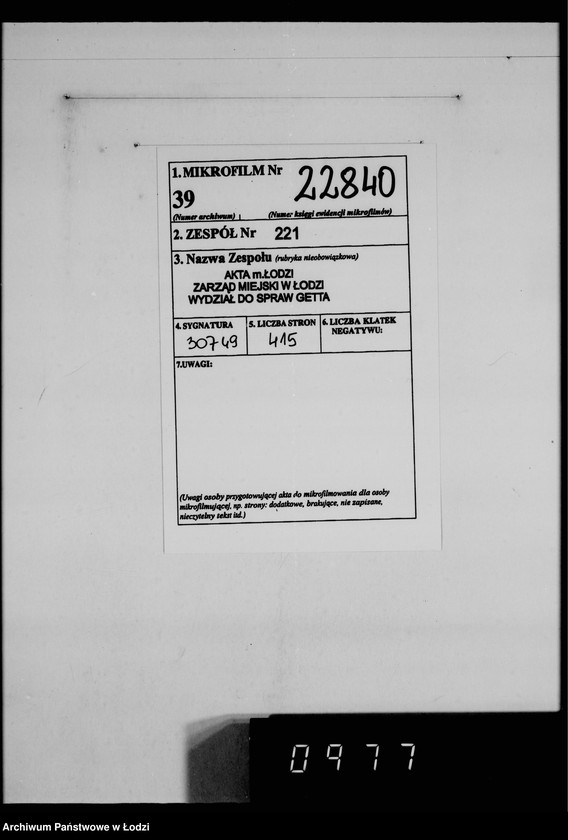 1. MIKROFILM Nr 22840
39
(Numer archiwum) (Numer księgi ewidencji mikrofilmów)
2. ZESPÓŁ Nr 221
3. Nazwa Zespołu (rubryka nieobowiązkowa)
AKTA m.ŁODZI
ZARZĄD MIEJSKI W ŁODZI
WYDZIAŁ DO SPRAW GETTA
4. SYGNATURA 5. LICZBA STRON 6. LICZBA KLATEK
NEGATYWU:
30749 415
7.UWAGI:
(Uwagi osoby przygotowującej akta do mikrofilmowania dla osoby
mikrofilmującej, np. strony: dodatkowe, brakujące, nie zapisane,
nieczytelny tekst itd.)
0977
Archiwum Państwowe w Łodzi